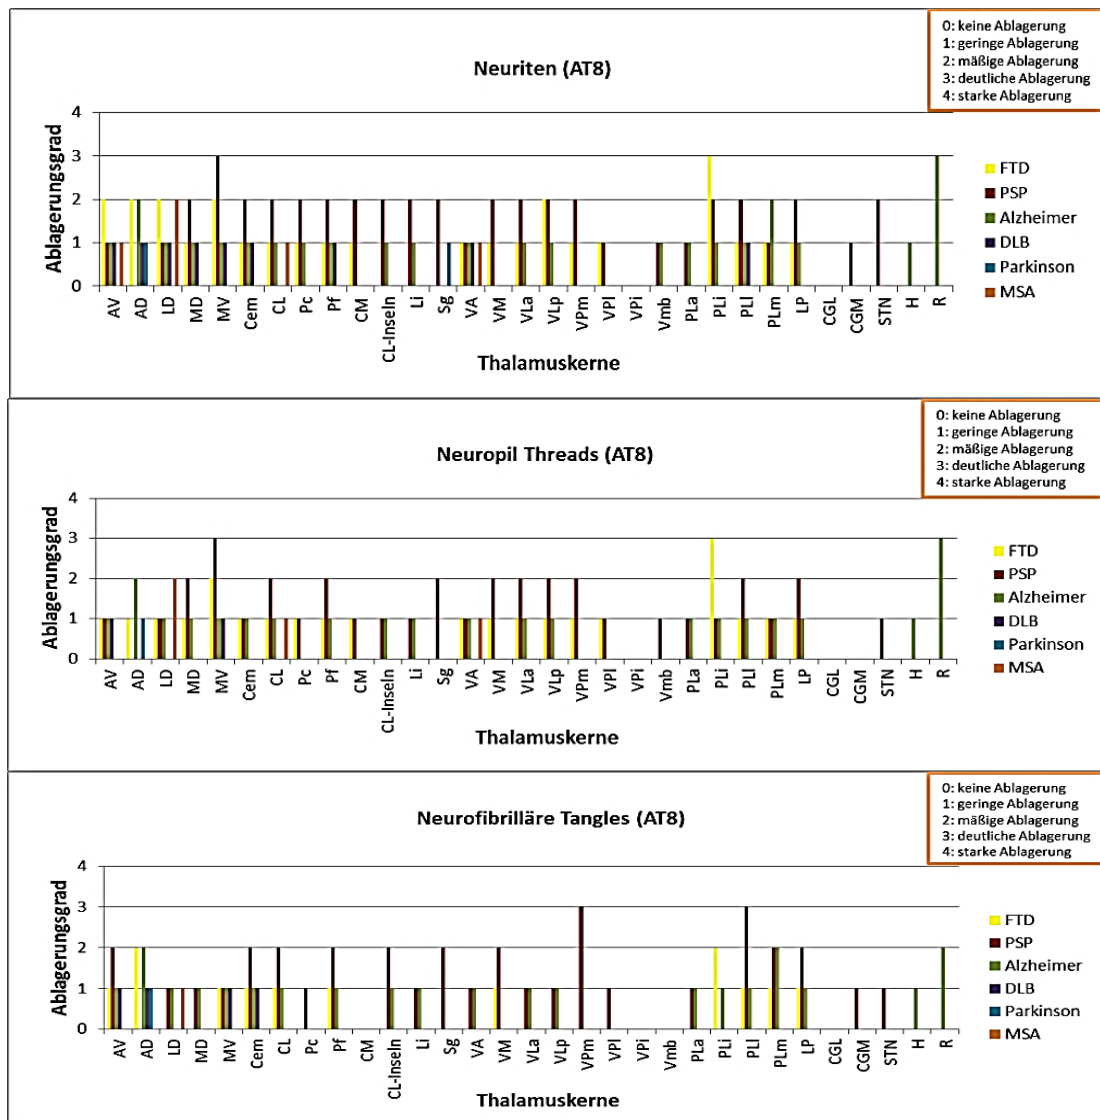 0: keine Ablagerung
1: geringe Ablagerung
2: mäßige Ablagerung
3: deutliche Ablagerung
4: starke Ablagerung
Neuriten (AT8)
Ablagerungsgrad
4
3
2
1
0
AV AD LD MD MV Cem CL Pc Pf CM CL-Inseln Li Sg VA VM VLa VLp VPm VPl VPi Vmb PLa PLi PLl PLm LP CGL CGM STN H R
Thalamuskerne
FTD
PSP
Alzheimer
DLB
Parkinson
MSA
0: keine Ablagerung
1: geringe Ablagerung
2: mäßige Ablagerung
3: deutliche Ablagerung
4: starke Ablagerung
Neuropil Threads (AT8)
Ablagerungsgrad
4
3
2
1
0
AV AD LD MD MV Cem CL Pc Pf CM CL-Inseln Li Sg VA VM VLa VLp VPm VPl VPi Vmb PLa PLi PLl PLm LP CGL CGM STN H R
Thalamuskerne
FTD
PSP
Alzheimer
DLB
Parkinson
MSA
0: keine Ablagerung
1: geringe Ablagerung
2: mäßige Ablagerung
3: deutliche Ablagerung
4: starke Ablagerung
Neurofibrilläre Tangles (AT8)
Ablagerungsgrad
4
3
2
1
0
AV AD LD MD MV Cem CL Pc Pf CM CL-Inseln Li Sg VA VM VLa VLp VPm VPl VPi Vmb PLa PLi PLl PLm LP CGL CGM STN H R
Thalamuskerne
FTD
PSP
Alzheimer
DLB
Parkinson
MSA